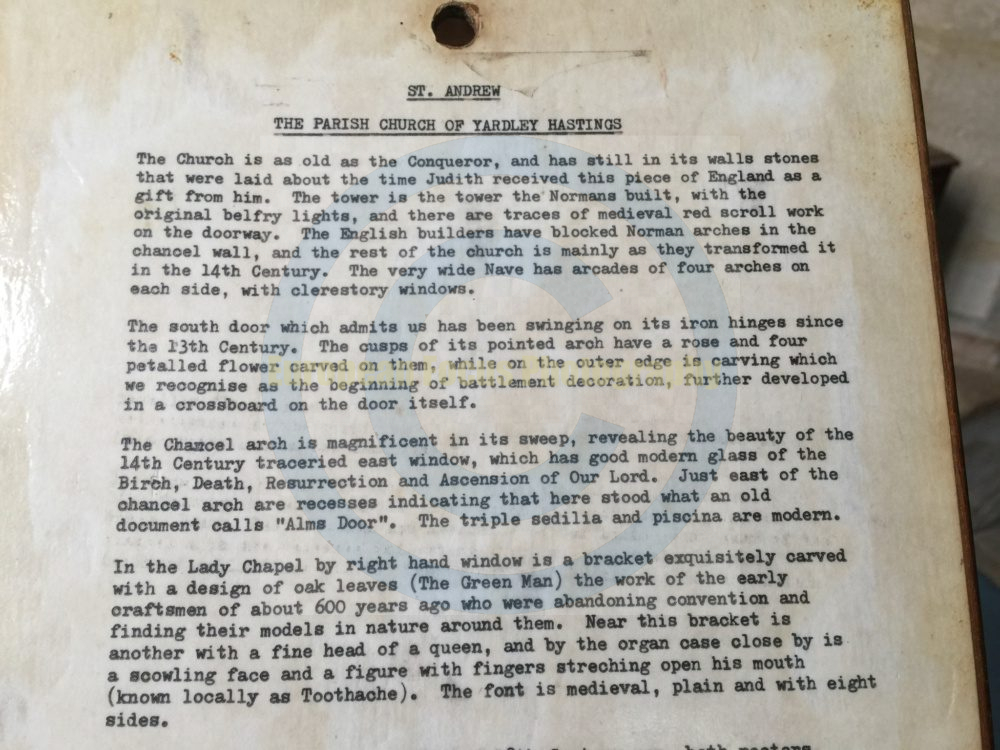 ST. ANDREW
THE PARISH CHURCH OF YARDLEY HASTINGS
The Church is as old as the Conqueror, and has still in its walls stones
that were laid about the time Judith received this piece of England as a
gift from him.  The tower is the tower the Normans built, with the
original belfry lights, and there are traces of medieval red scroll work
on the doorway.  The English builders have blocked Norman arches in the
chancel wall, and the rest of the church is mainly as they transformed it
in the 14th Century.  The very wide Nave has arcades of four arches on
each side, with clerestory windows.
The south door which admits us has been swinging on its iron hinges since
the 13th Century.  The cusps of its pointed arch have a rose and four
petalled flower carved on them, while on the outer edge is carving which
we recognise as the beginning of battlement decoration, further developed
in a crossboard on the door itself.
The Chancel arch is magnificent in its sweep, revealing the beauty of the
14th Century traceried east window, which has good modern glass of the
Birch, Death, Resurrection and Ascension of Our Lord.  Just east of the
chancel arch are recesses indicating that here stood what an old
document calls "Alms Door".  The triple sedilia and piscina are modern.
In the Lady Chapel by right hand window is a bracket exquisitely carved
with a design of oak leaves (The Green Man) the work of the early
craftsmen of about 600 years ago who were abandoning convention and
finding their models in nature around them.  Near this bracket is
another with a fine head of a queen, and by the organ case close by is
a scowling face and a figure with fingers streching open his mouth
(known locally as Toothache).  The font is medieval, plain and with eight
sides.